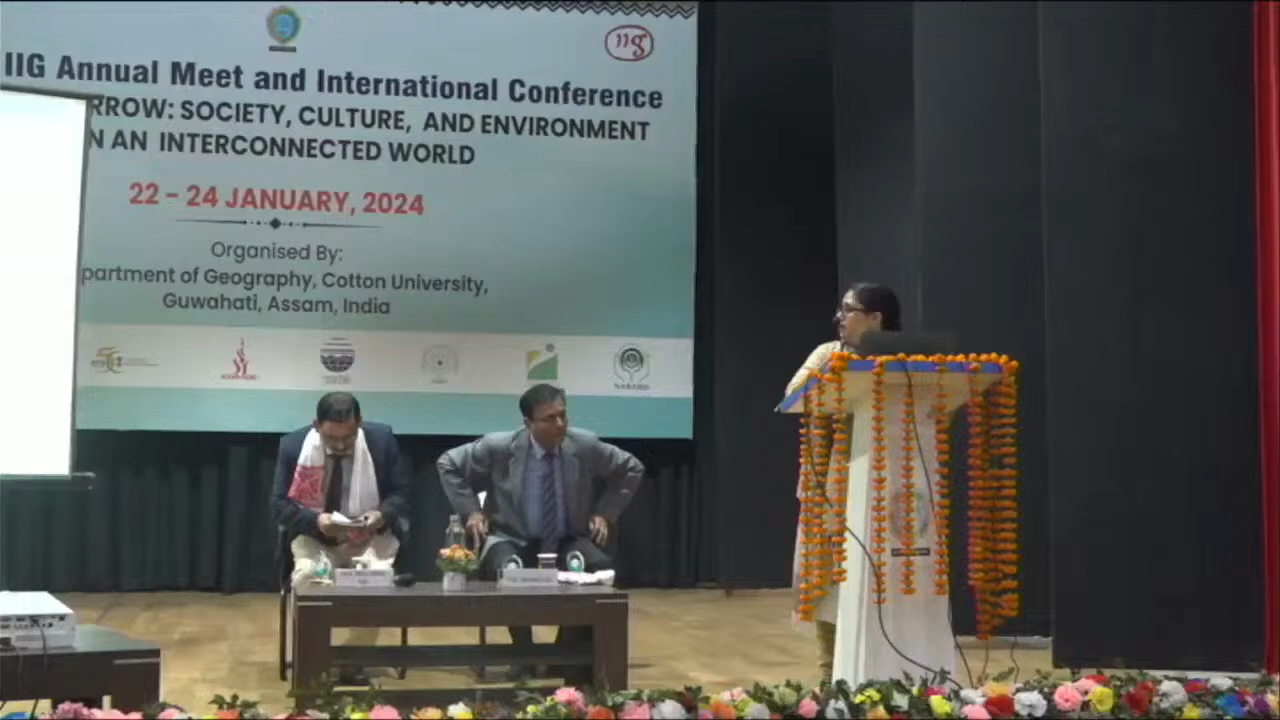 IIG
IIG Annual Meet and International Conference
RROW: SOCIETY, CULTURE, AND ENVIRONMENT
N AN INTERCONNECTED WORLD
22 – 24 JANUARY, 2024
Organised By:
partment of Geography, Cotton University,
Guwahati, Assam, India
NABARD